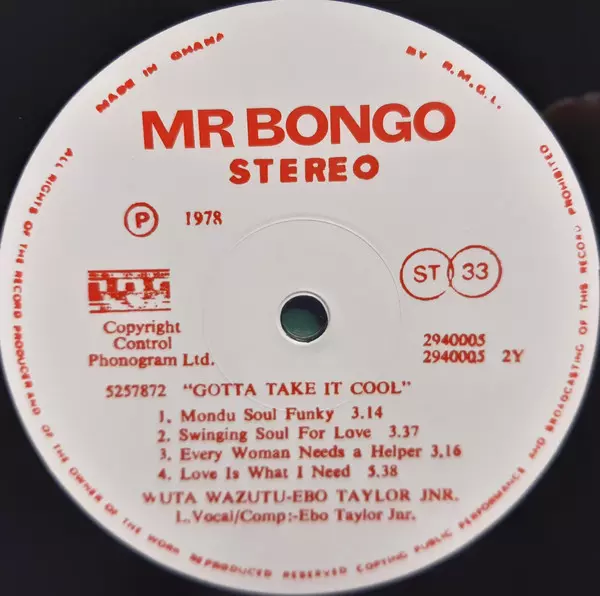 MADE IN GHANA
BY R.M.G.L.
MR BONGO
STEREO
P 1978
ST 33
Copyright
Control
Phonogram Ltd.
2940005
2940005 2Y
5257872 "GOTTA TAKE IT COOL"
1. Mondu Soul Funky 3.14
2. Swinging Soul For Love 3.37
3. Every Woman Needs a Helper 3.16
4. Love Is What I Need 5.38
WUTA WAZUTU-EBO TAYLOR JNR.
L.Vocal/Comp:-Ebo Taylor Jnr.
ALL RIGHTS OF THE RECORD PRODUCER AND OF THE OWNER OF THE WORK REPRODUCED RESERVED COPYING PUBLIC PERFORMANCE AND BROADCASTING OF THIS RECORD PROHIBITED